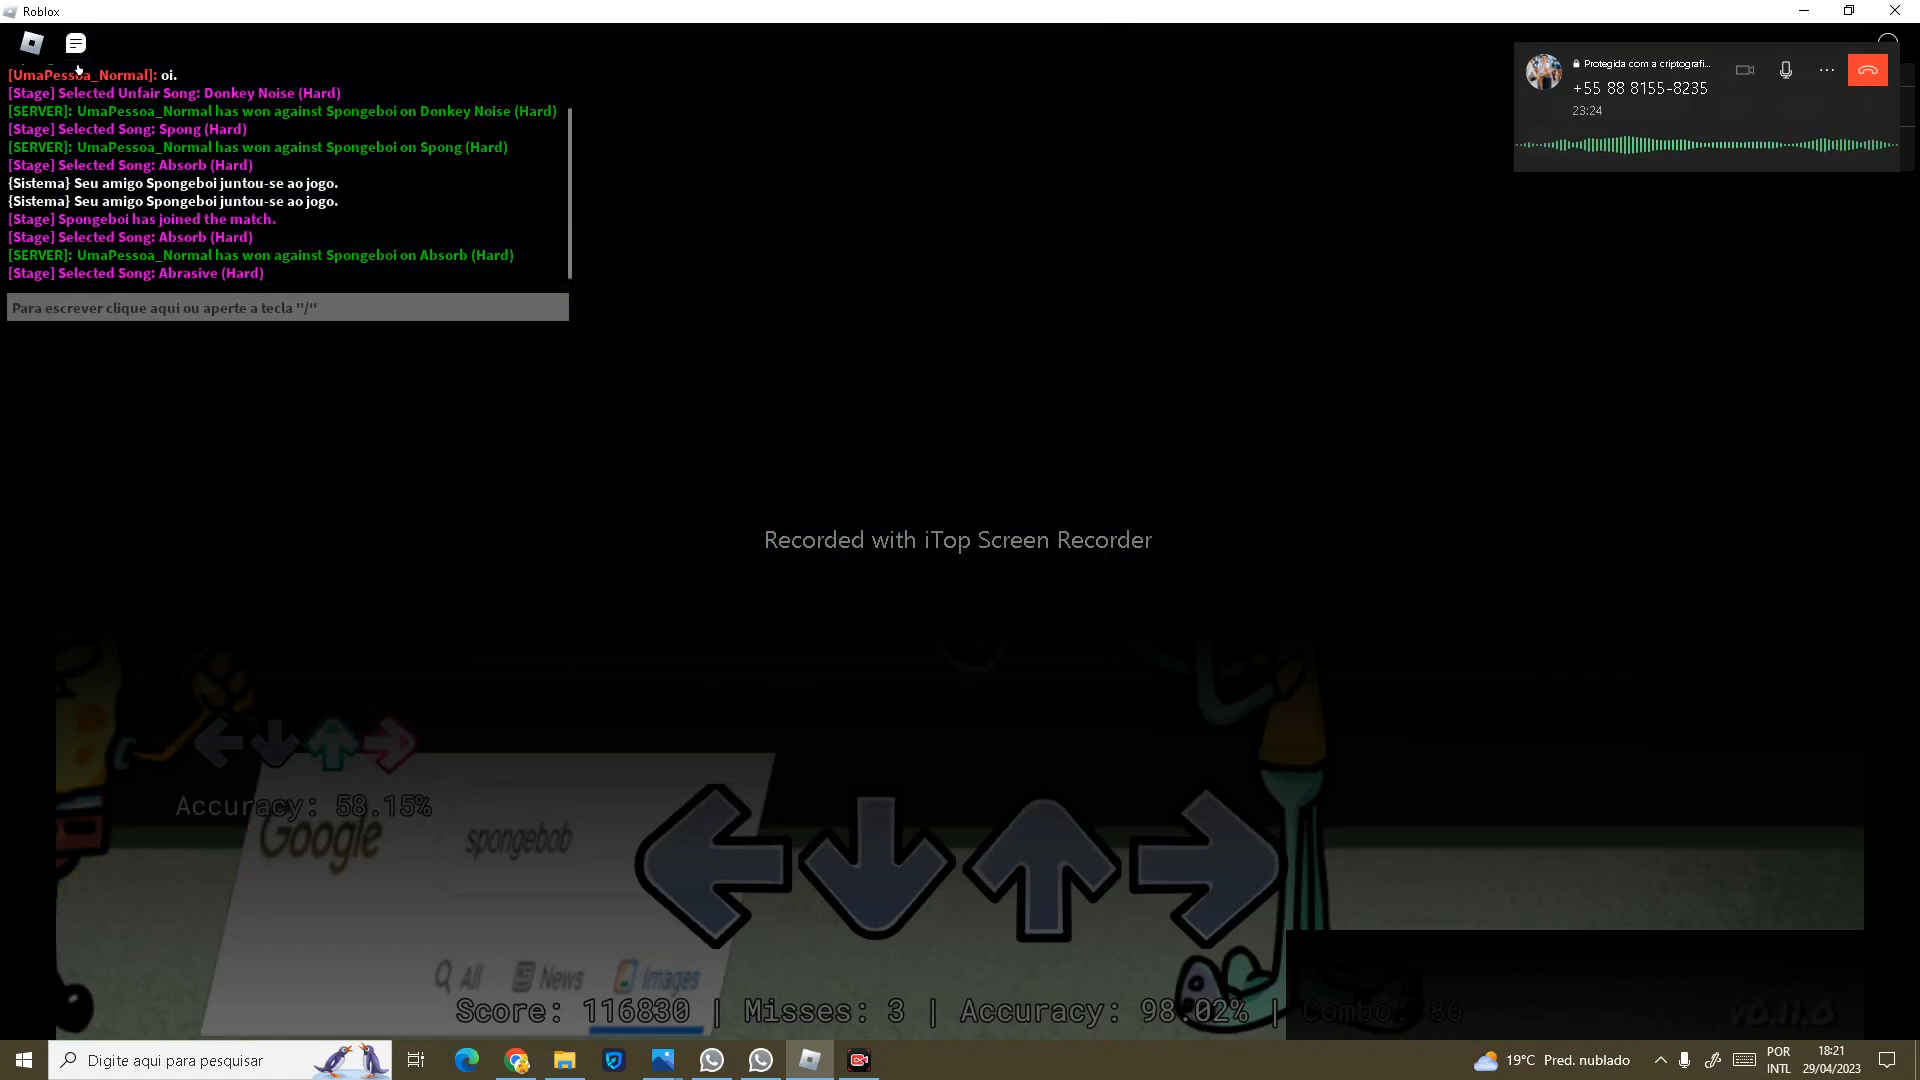 Roblox
[UmaPessoa_Normal]: oi.
[Stage] Selected Unfair Song: Donkey Noise (Hard)
[SERVER]: UmaPessoa_Normal has won against Spongeboi on Donkey Noise (Hard)
[Stage] Selected Song: Spong (Hard)
[SERVER]: UmaPessoa_Normal has won against Spongeboi on Spong (Hard)
[Stage] Selected Song: Absorb (Hard)
{Sistema} Seu amigo Spongeboi juntou-se ao jogo.
{Sistema} Seu amigo Spongeboi juntou-se ao jogo.
[Stage] Spongeboi has joined the match.
[Stage] Selected Song: Absorb (Hard)
[SERVER]: UmaPessoa_Normal has won against Spongeboi on Absorb (Hard)
[Stage] Selected Song: Abrasive (Hard)
Para escrever clique aqui ou aperte a tecla "/"
Protegida com a criptografi...
+55 88 8155-8235
23:24
Recorded with iTop Screen Recorder
Accuracy: 58.15%
Google
spongebob
All News Images
Score: 116830 | Misses: 3 | Accuracy: 98.02% | Combo: 86
v0.11.0
Digite aqui para pesquisar
19°C Pred. nublado
POR
INTL
18:21
29/04/2023